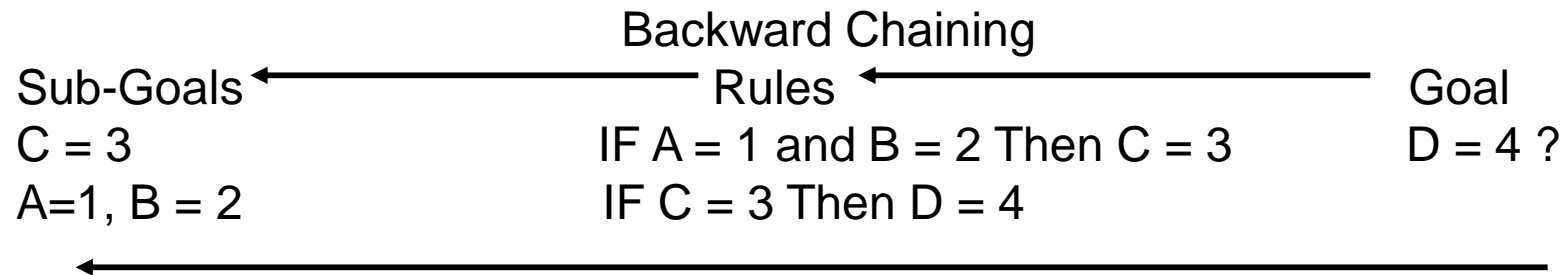 Backward Chaining
Sub-Goals Rules Goal
C = 3 IF A = 1 and B = 2 Then C = 3 D = 4 ?
A=1, B = 2 IF C = 3 Then D = 4